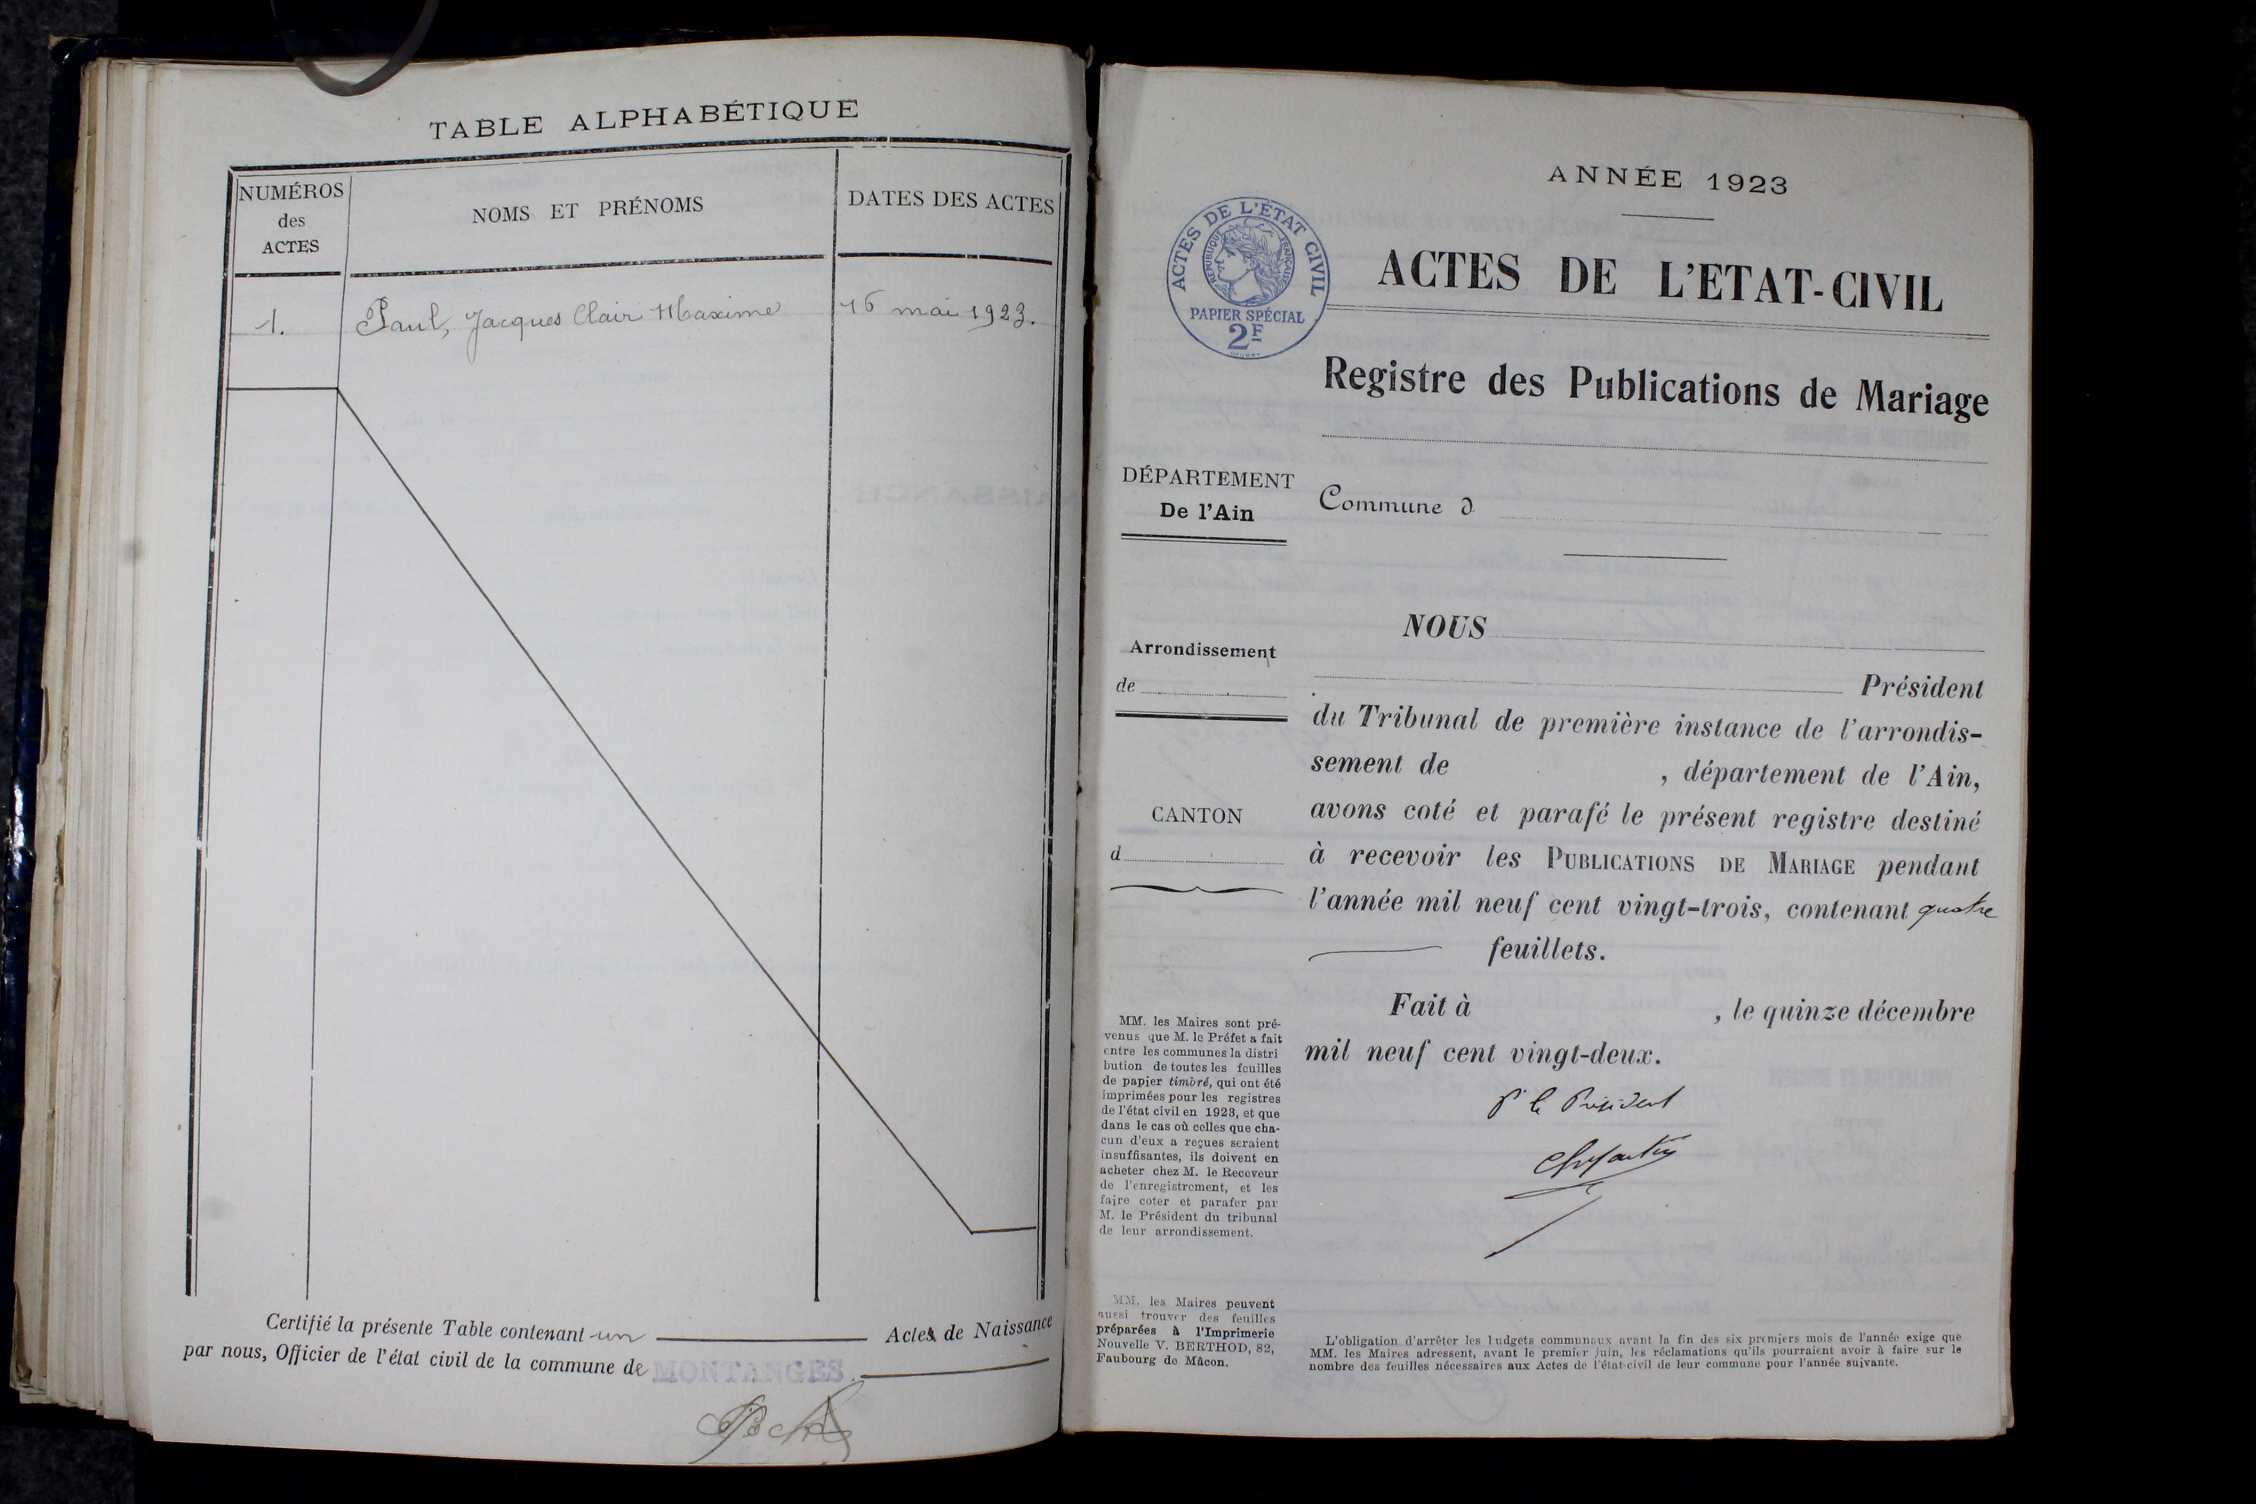 TABLE ALPHABÉTIQUE
NUMÉROS
des
ACTES
NOMS ET PRÉNOMS
DATES DES ACTES
1.
Paul, Jacques Clair Maxime
16 mai 1923.
Certifié la présente Table contenant un Actes de Naissance
par nous, Officier de l'état civil de la commune de MONTANGES.
ANNÉE 1923
ACTES DE L'ÉTAT CIVIL
RÉPUBLIQUE FRANÇAISE
PAPIER SPÉCIAL
2F
ACTES DE L'ETAT-CIVIL
Registre des Publications de Mariage
DÉPARTEMENT
De l'Ain
Commune d
Arrondissement
de
CANTON
d
NOUS
Président
du Tribunal de première instance de l'arrondis-
sement de , département de l'Ain,
avons coté et parafé le présent registre destiné
à recevoir les PUBLICATIONS DE MARIAGE pendant
l'année mil neuf cent vingt-trois, contenant quatre
feuillets.
Fait à , le quinze décembre
mil neuf cent vingt-deux.
Pr le Président
MM. les Maires sont pré-
venus que M. le Préfet a fait
entre les communes la distri
bution de toutes les feuilles
de papier timbré, qui ont été
imprimées pour les registres
de l'état civil en 1923, et que
dans le cas où celles que cha-
cun d'eux a reçues seraient
insuffisantes, ils doivent en
acheter chez M. le Receveur
de l'enregistrement, et les
faire coter et parafer par
M. le Président du tribunal
de leur arrondissement.
MM. les Maires peuvent
aussi trouver des feuilles
préparées à l'Imprimerie
Nouvelle V. BERTHOD, 82,
Faubourg de Mâcon.
L'obligation d'arrêter les budgets communaux avant la fin des six premiers mois de l'année exige que
MM. les Maires adressent, avant le premier juin, les réclamations qu'ils pourraient avoir à faire sur le
nombre des feuilles nécessaires aux Actes de l'état-civil de leur commune pour l'année suivante.